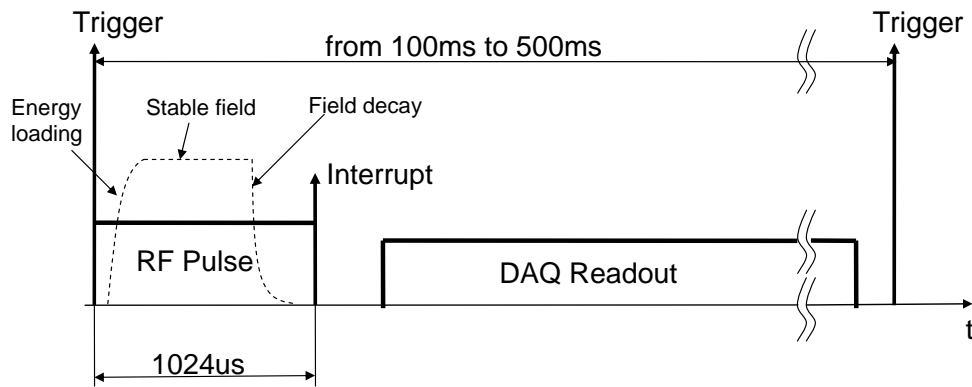 Trigger
Trigger
from 100ms to 500ms
Energy
loading
Stable field
Field decay
Interrupt
RF Pulse
DAQ Readout
t
1024us